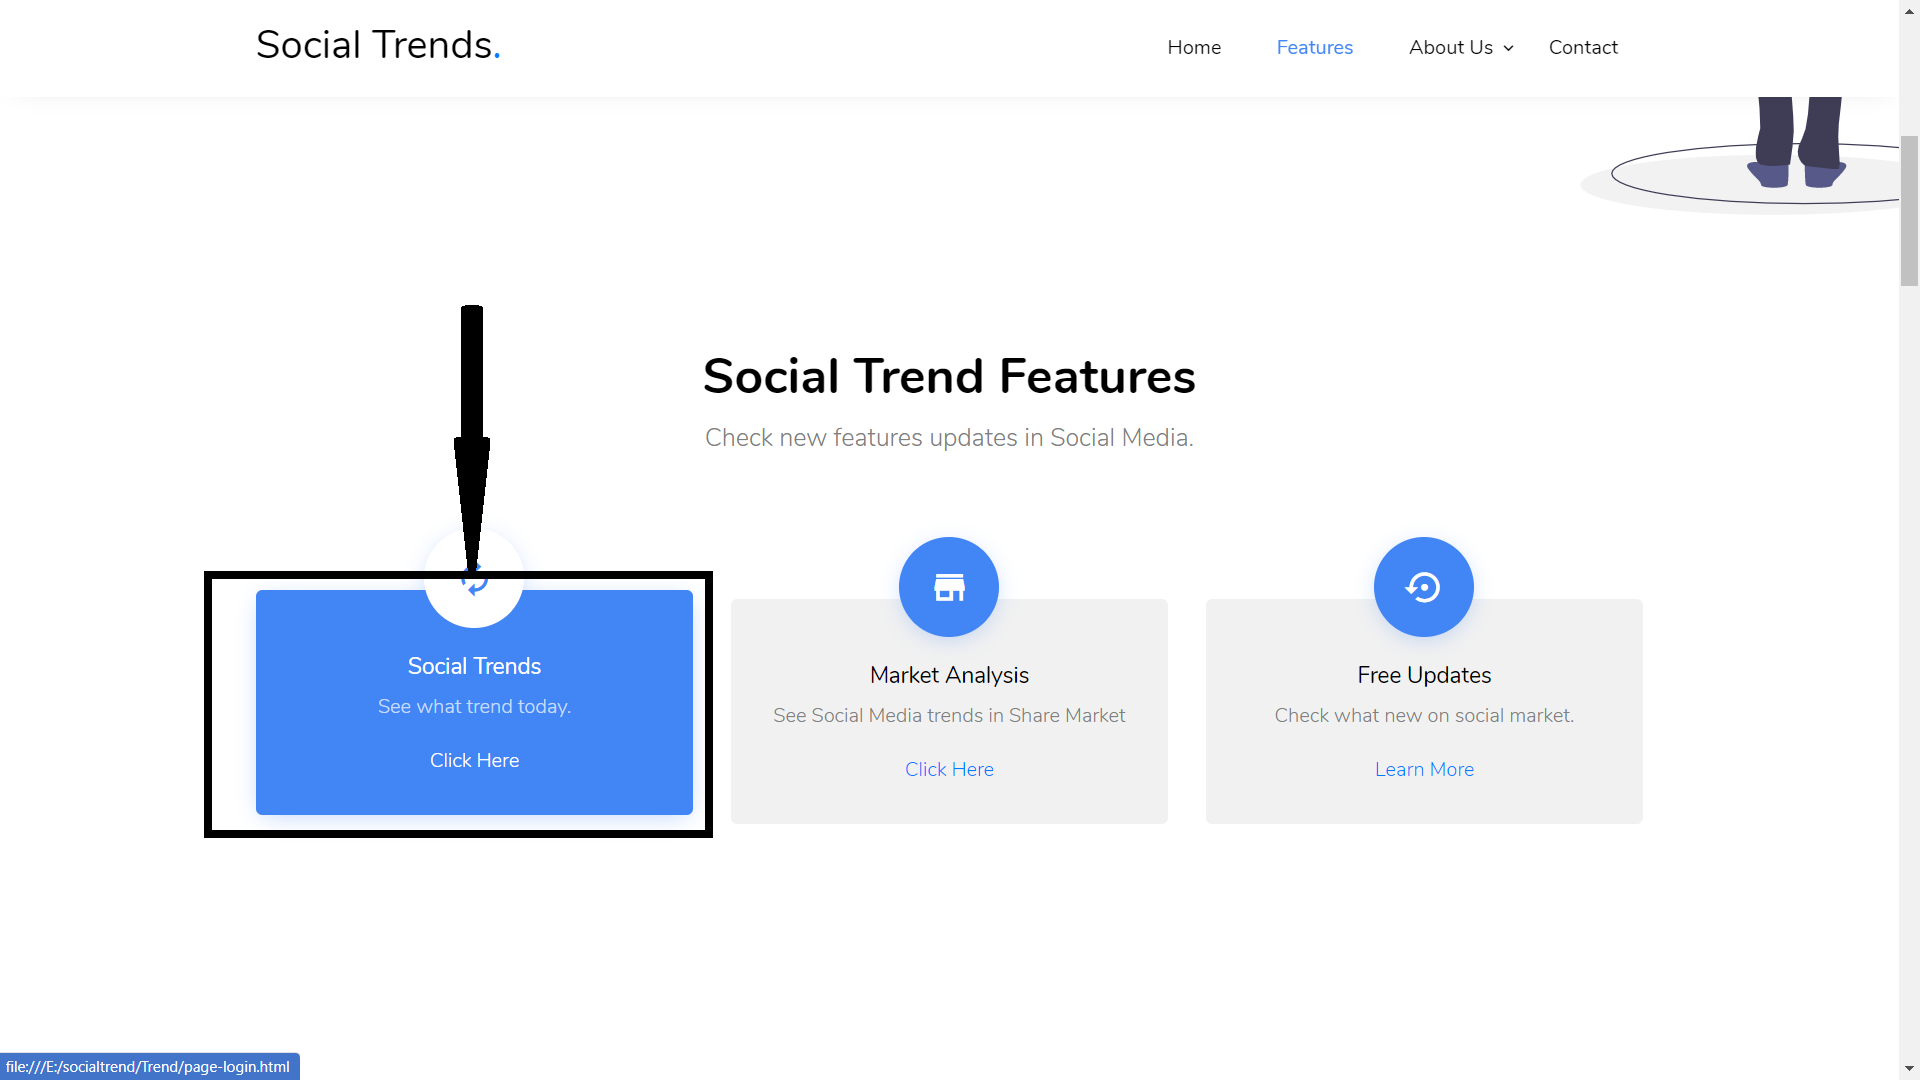 Social Trends.
Home
Features
About Us
Contact
Social Trend Features
Check new features updates in Social Media.
Social Trends
See what trend today.
Click Here
Market Analysis
See Social Media trends in Share Market
Click Here
Free Updates
Check what new on social market.
Learn More
file:///E:/socialtrend/Trend/page-login.html